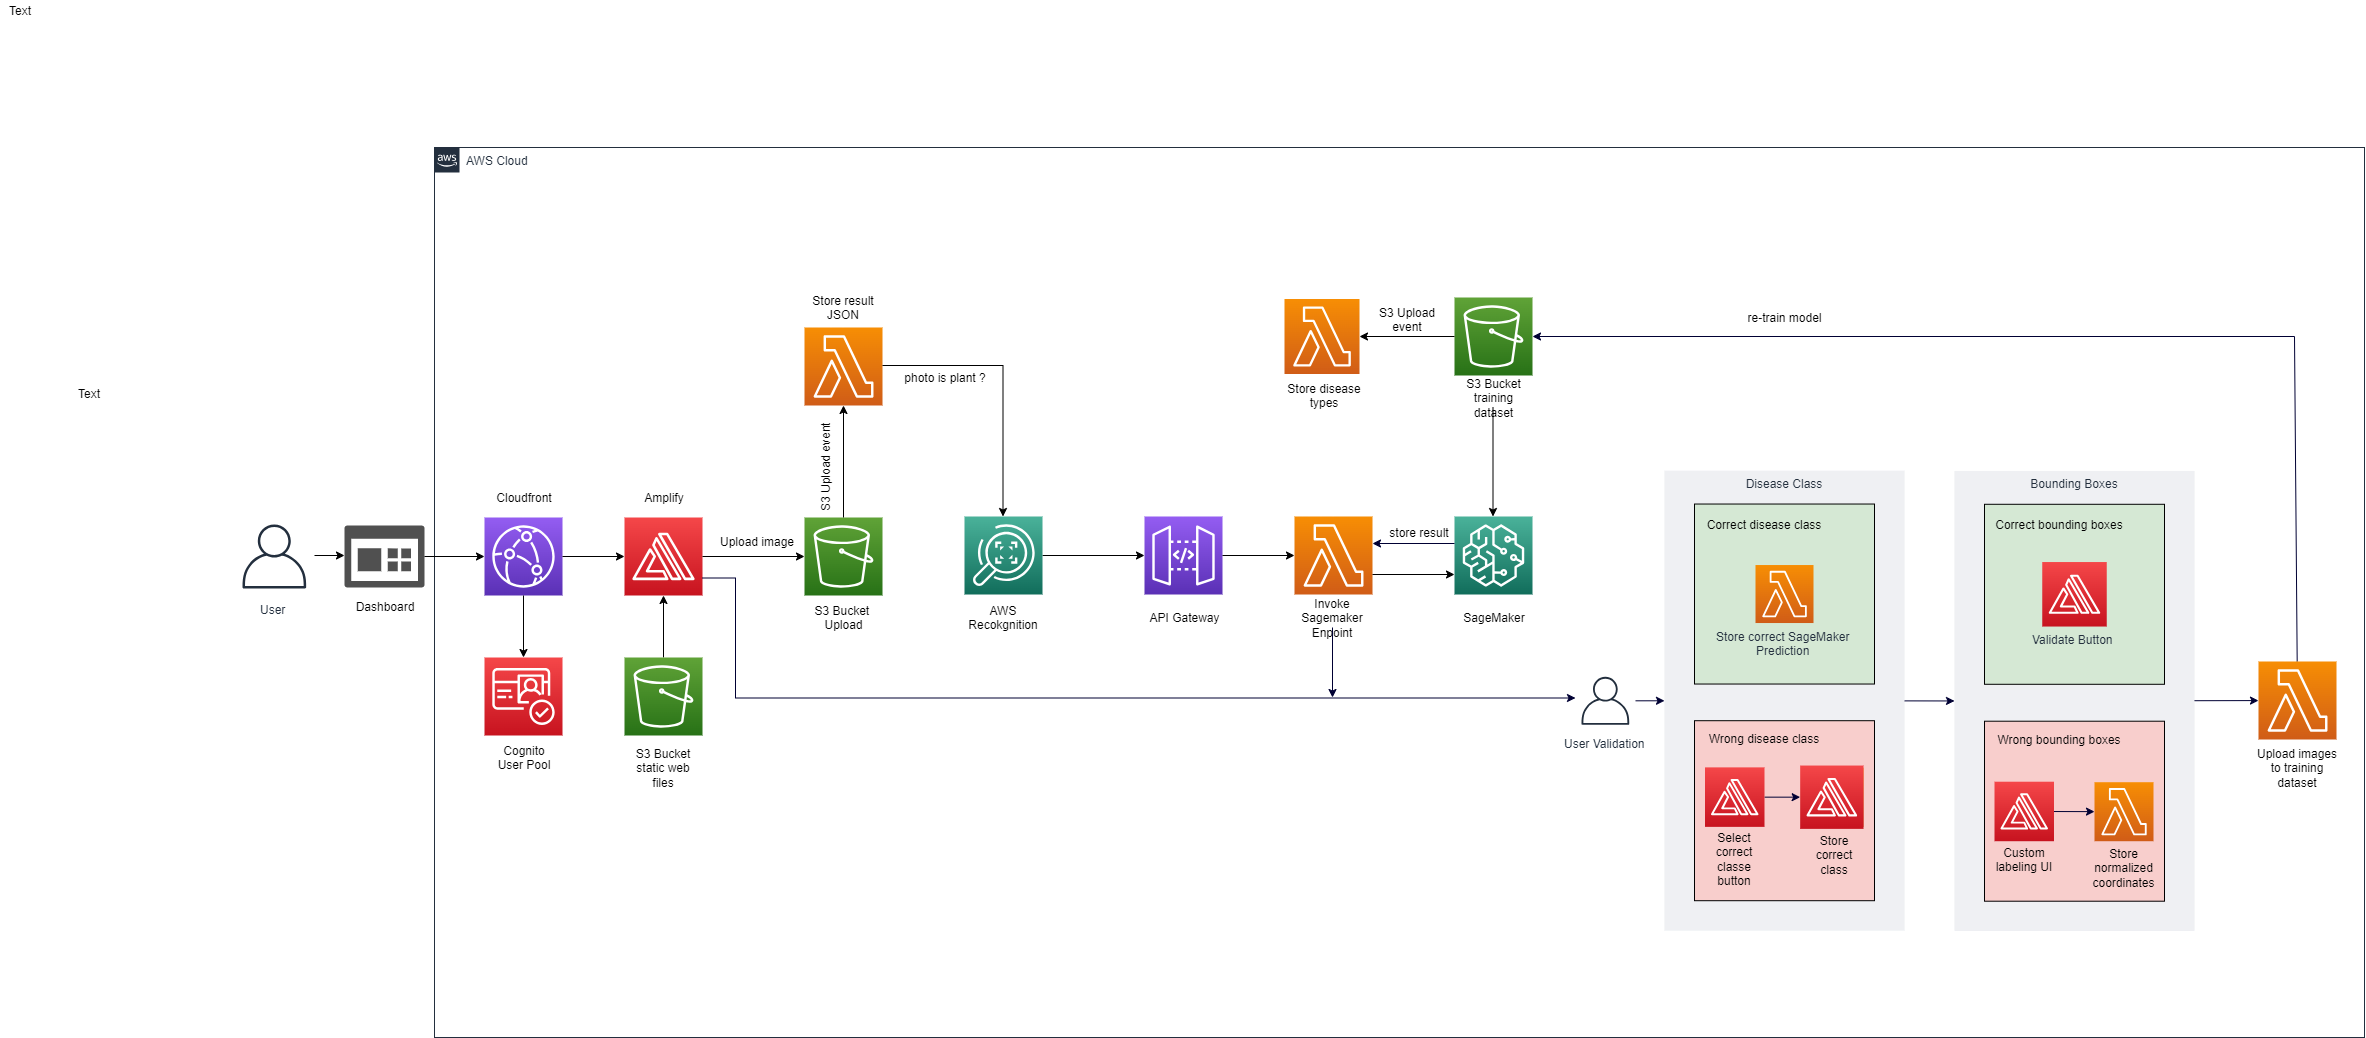 Text
aws
AWS Cloud
Store result
JSON
photo is plant ?
S3 Upload event
S3 Upload
event
Store disease
types
S3 Bucket
training
dataset
re-train model
Text
User
Dashboard
Cloudfront
Amplify
Upload image
S3 Bucket
Upload
AWS
Recokgnition
API Gateway
Invoke
Sagemaker
Enpoint
store result
SageMaker
Cognito
User Pool
S3 Bucket
static web
files
User Validation
Disease Class
Correct disease class
Store correct SageMaker
Prediction
Wrong disease class
Select
correct
classe
button
Store
correct
class
Bounding Boxes
Correct bounding boxes
Validate Button
Wrong bounding boxes
Custom
labeling UI
Store
normalized
coordinates
Upload images
to training
dataset